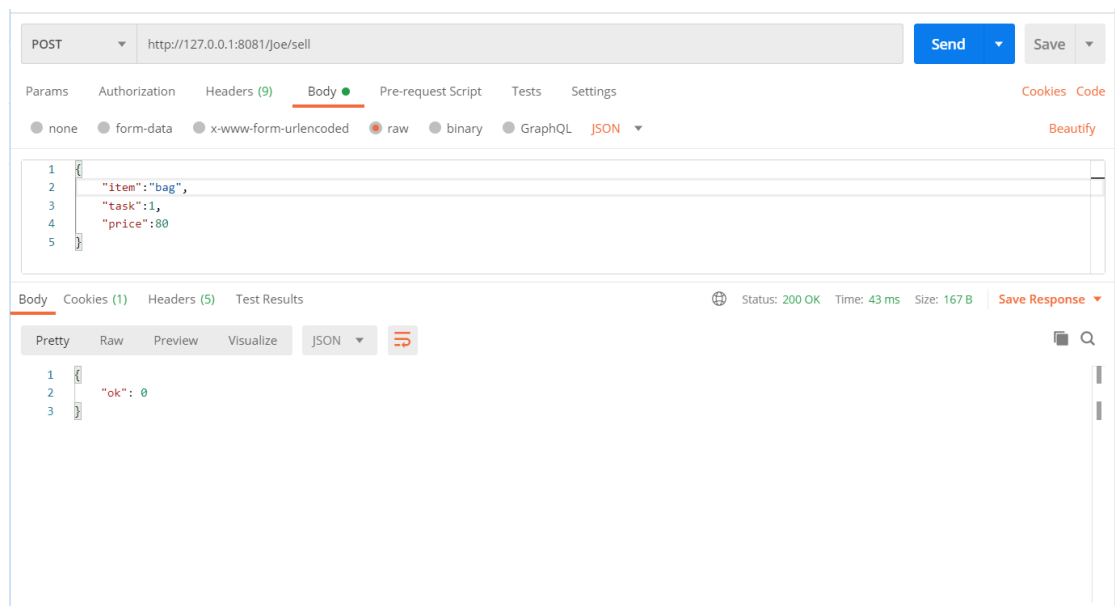 POST http://127.0.0.1:8081/Joe/sell Send Save
Params Authorization Headers (9) Body Pre-request Script Tests Settings Cookies Code
none form-data x-www-form-urlencoded raw binary GraphQL JSON Beautify
1 {
2 "item":"bag",
3 "task":1,
4 "price":80
5 }
Body Cookies (1) Headers (5) Test Results Status: 200 OK Time: 43 ms Size: 167 B Save Response
Pretty Raw Preview Visualize JSON
1 {
2 "ok": 0
3 }